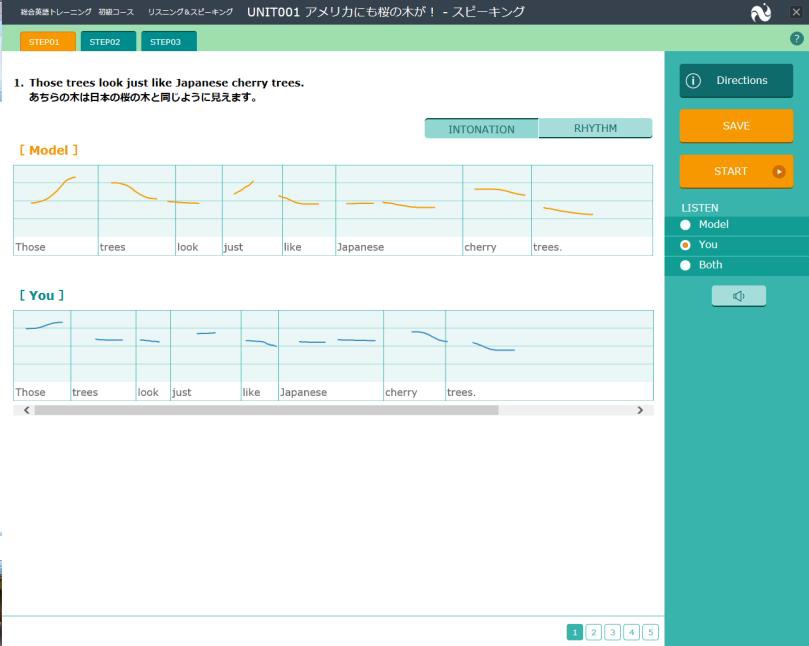 総合英語トレーニング 初級コース リスニング&スピーキング UNIT001 アメリカにも桜の木が! - スピーキング
STEP01 STEP02 STEP03
?
Directions
1. Those trees look just like Japanese cherry trees.
あちらの木は日本の桜の木と同じように見えます。
SAVE
INTONATION RHYTHM
[ Model ]
START
Those trees look just like Japanese cherry trees.
LISTEN
Model
You
Both
[ You ]
Those trees look just like Japanese cherry trees.
1 2 3 4 5